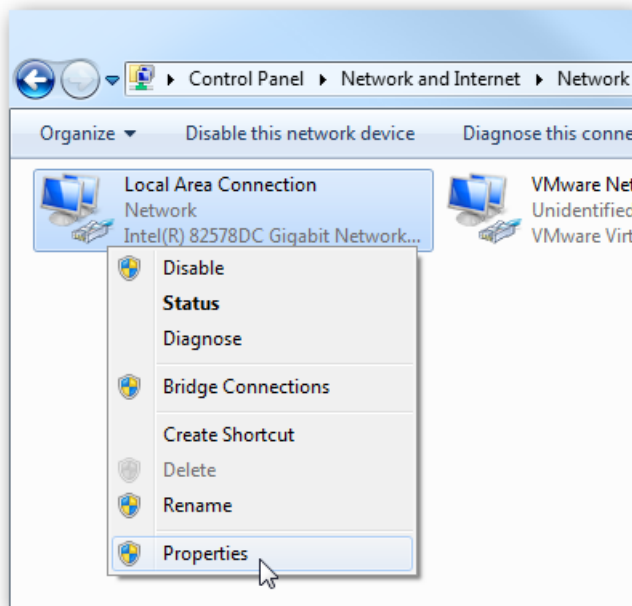 Control Panel Network and Internet Network
Organize Disable this network device Diagnose this conne
Local Area Connection
Network
Intel(R) 82578DC Gigabit Network...
VMware Net
Unidentified
VMware Virt
Disable
Status
Diagnose
Bridge Connections
Create Shortcut
Delete
Rename
Properties